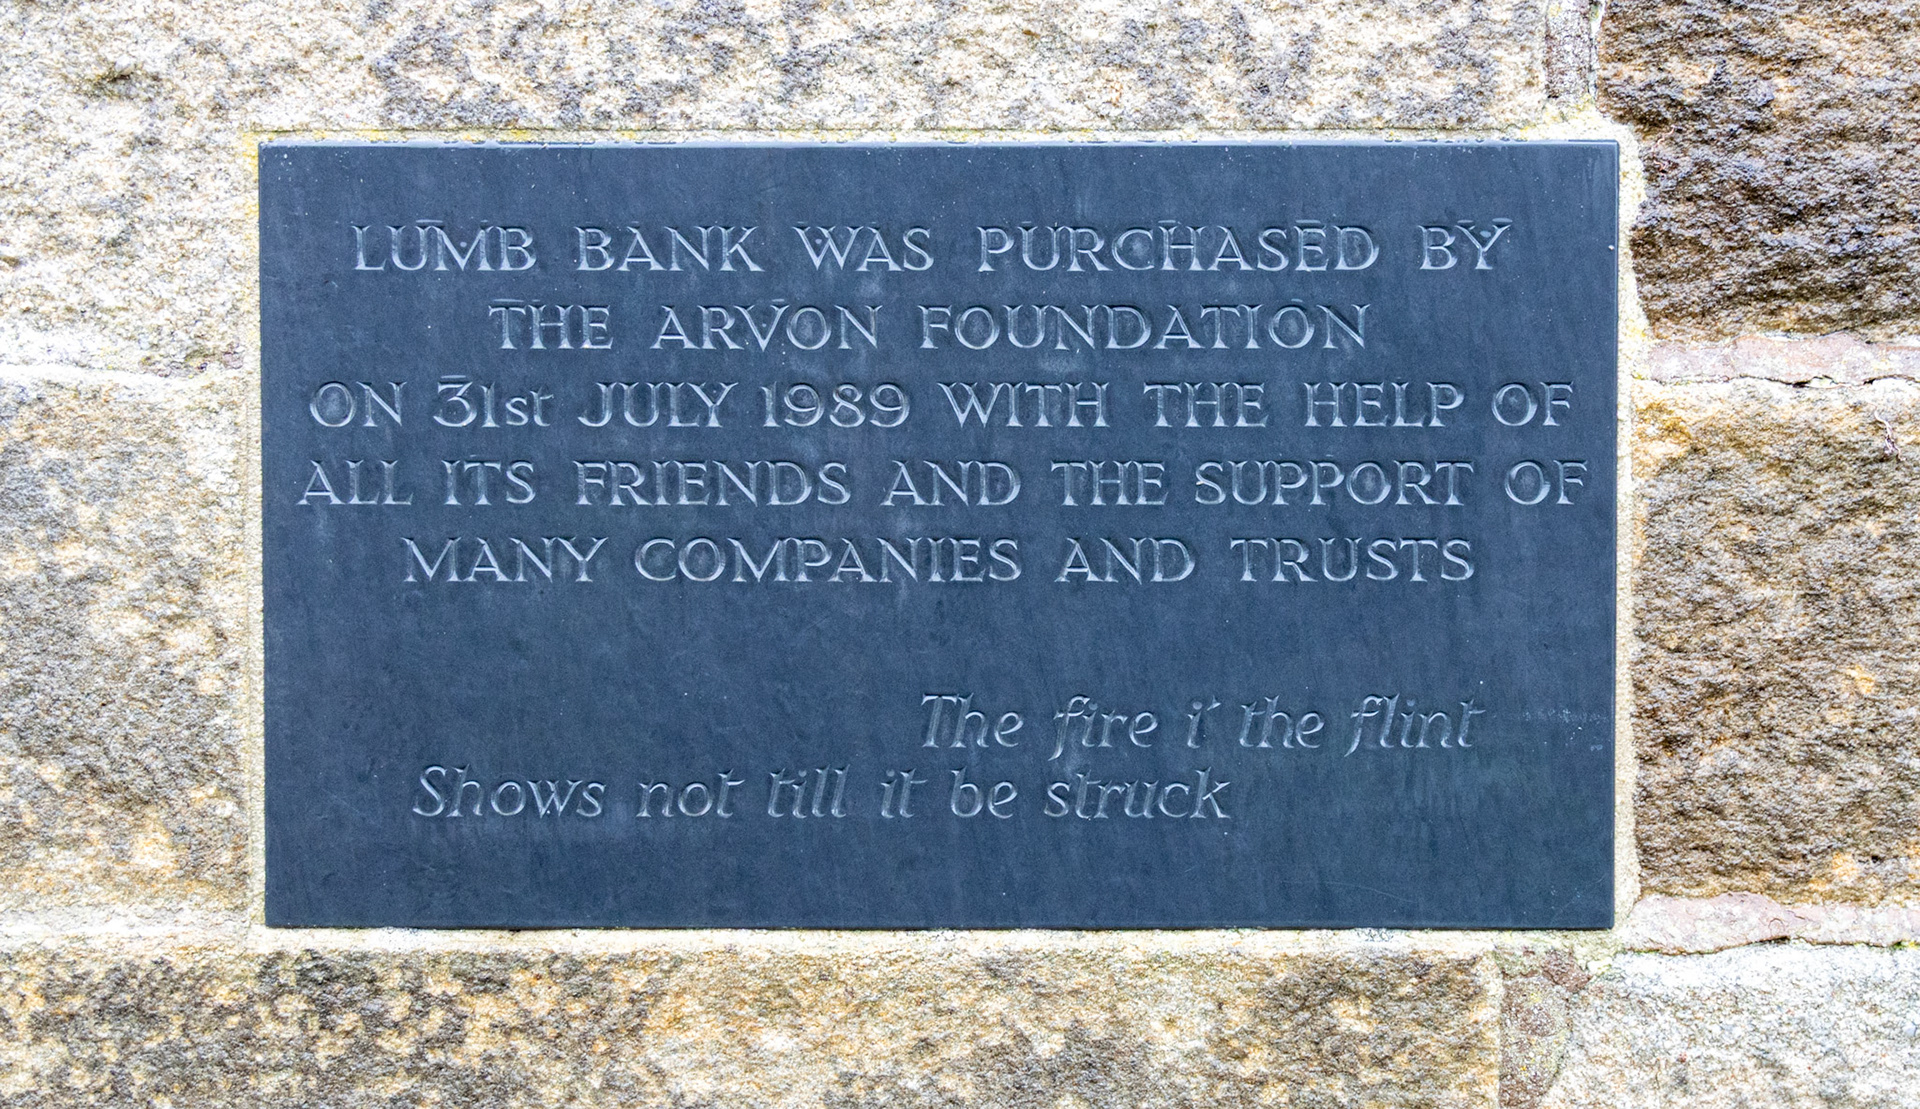 LUMB BANK WAS PURCHASED BY
THE ARVON FOUNDATION
ON 31st JULY 1989 WITH THE HELP OF
ALL ITS FRIENDS AND THE SUPPORT OF
MANY COMPANIES AND TRUSTS
The fire i' the flint
Shows not till it be struck